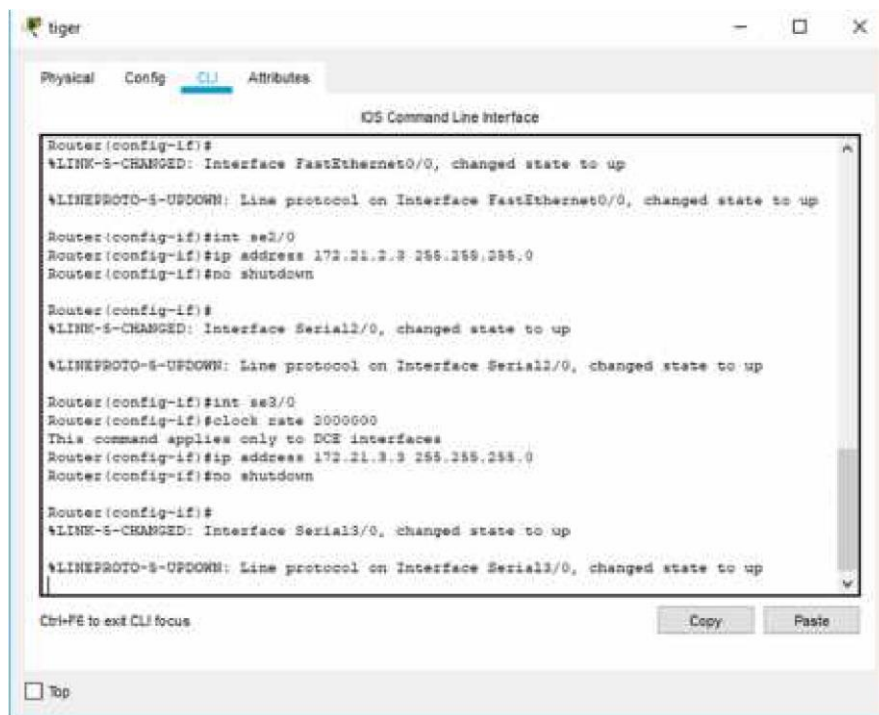 tiger
Physical Config CLI Attributes
IOS Command Line Interface
Router(config-if)#
%LINK-5-CHANGED: Interface FastEthernet0/0, changed state to up
%LINEPROTO-5-UPDOWN: Line protocol on Interface FastEthernet0/0, changed state to up
Router(config-if)#int se2/0
Router(config-if)#ip address 172.21.2.3 255.255.255.0
Router(config-if)#no shutdown
Router(config-if)#
%LINK-5-CHANGED: Interface Serial2/0, changed state to up
%LINEPROTO-5-UPDOWN: Line protocol on Interface Serial2/0, changed state to up
Router(config-if)#int se3/0
Router(config-if)#clock rate 2000000
This command applies only to DCE interfaces
Router(config-if)#ip address 172.21.3.3 255.255.255.0
Router(config-if)#no shutdown
Router(config-if)#
%LINK-5-CHANGED: Interface Serial3/0, changed state to up
%LINEPROTO-5-UPDOWN: Line protocol on Interface Serial3/0, changed state to up
Ctrl+F6 to exit CLI focus
Copy Paste
Top